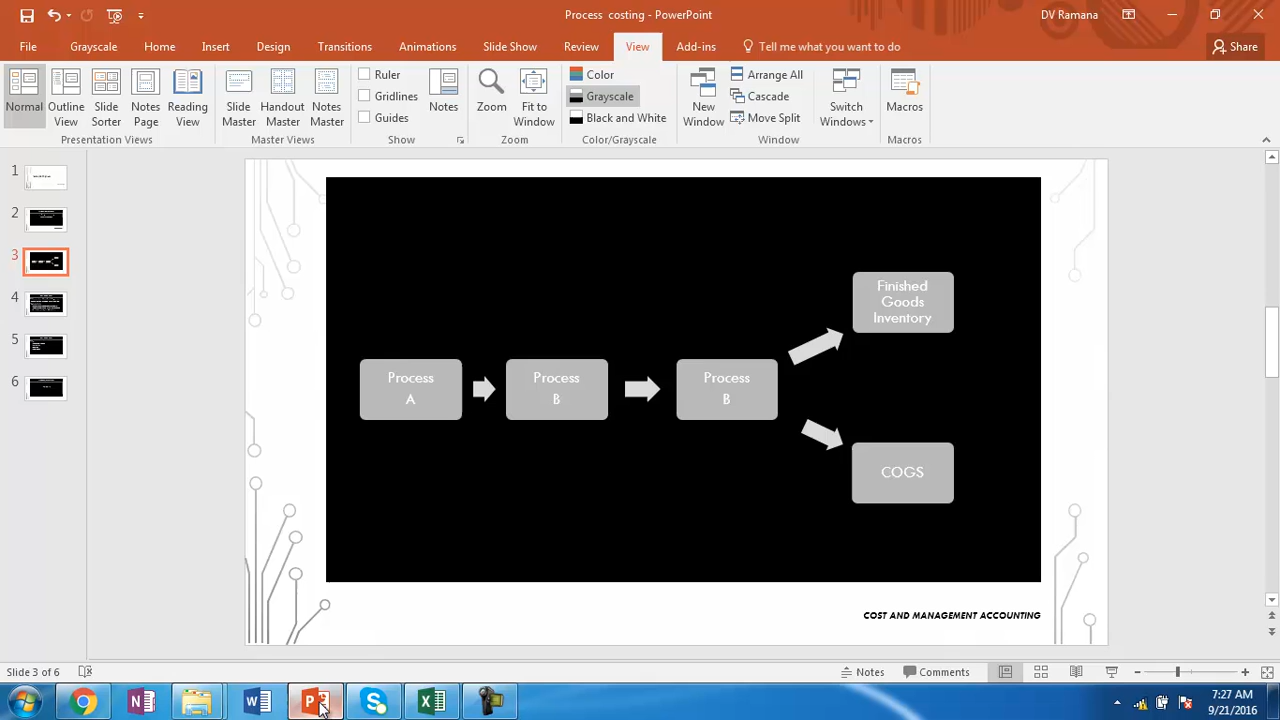 Process costing - PowerPoint
DV Ramana
File
Grayscale
Home
Insert
Design
Transitions
Animations
Slide Show
Review
View
Add-ins
Tell me what you want to do
Share
Normal
Outline
View
Slide
Sorter
Notes
Page
Reading
View
Presentation Views
Slide
Master
Handout
Master
Notes
Master
Master Views
Ruler
Gridlines
Guides
Show
Notes
Zoom
Fit to
Window
Zoom
Color
Grayscale
Black and White
Color/Grayscale
New
Window
Arrange All
Cascade
Move Split
Window
Switch
Windows
Macros
Macros
1
2
3
4
5
6
Process
A
Process
B
Process
B
Finished
Goods
Inventory
COGS
COST AND MANAGEMENT ACCOUNTING
Slide 3 of 6
Notes
Comments
7:27 AM
9/21/2016